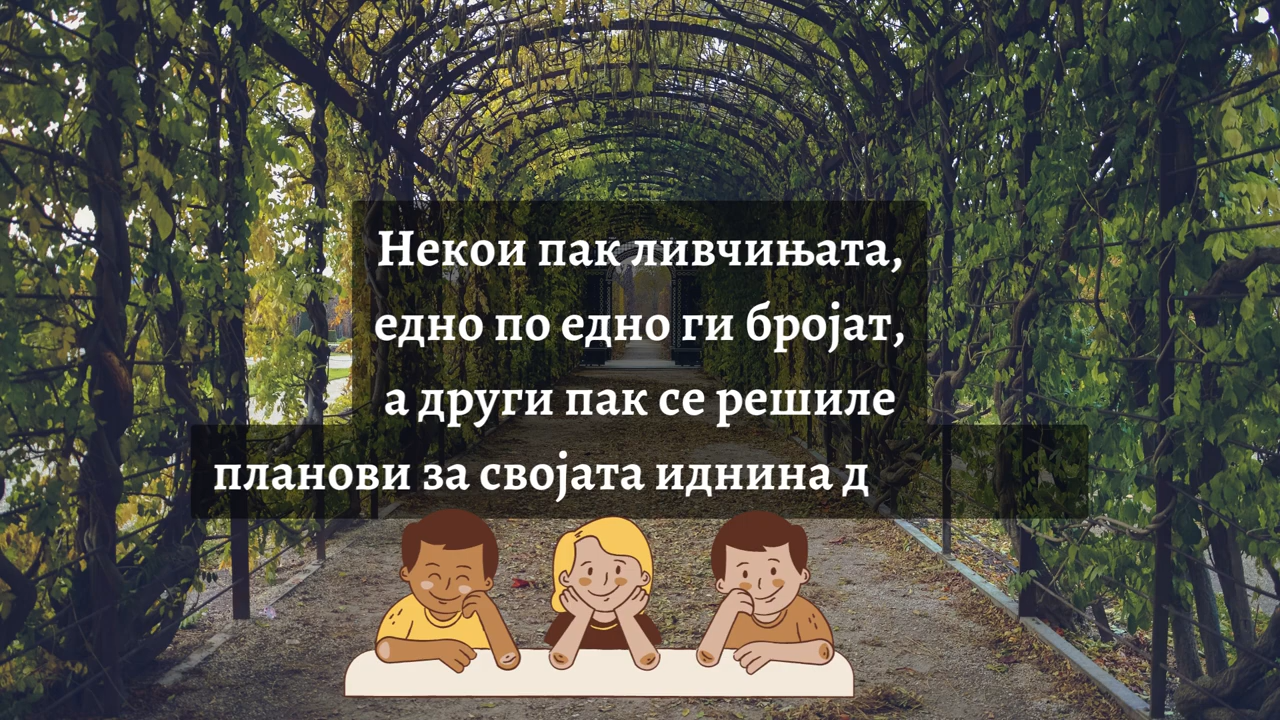 Некои пак ливчињата,
едно по едно ги бројат,
а други пак се решиле
планови за својата иднина д